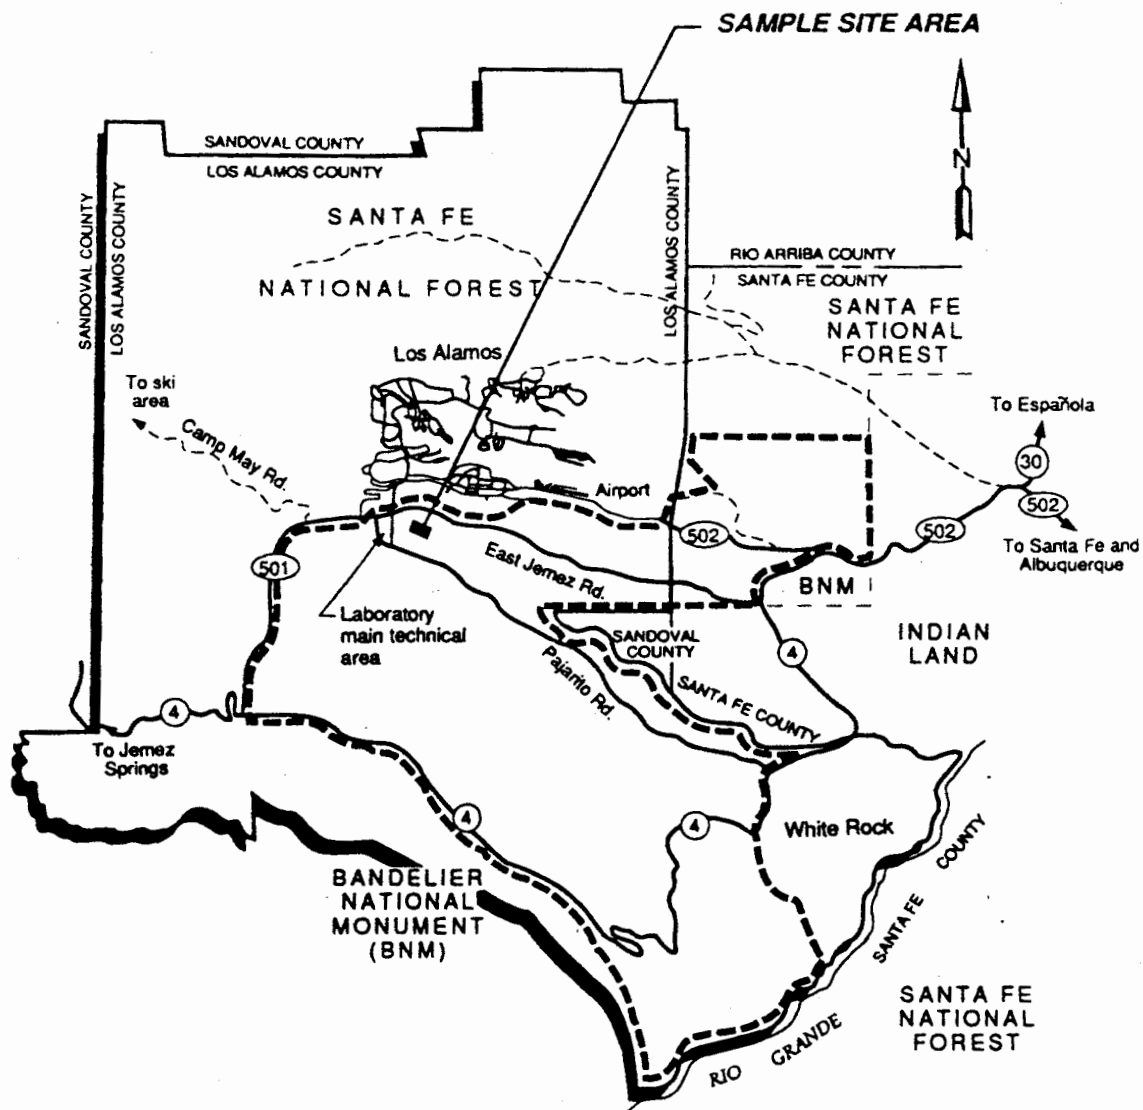 SAMPLE SITE AREA
N
SANDOVAL COUNTY
LOS ALAMOS COUNTY
SANDOVAL COUNTY
LOS ALAMOS COUNTY
LOS ALAMOS COUNTY
SANTA FE
NATIONAL FOREST
RIO ARRIBA COUNTY
SANTA FE COUNTY
SANTA FE
NATIONAL
FOREST
Los Alamos
To ski
area
Camp May Rd.
To Española
30
502
To Santa Fe and
Albuquerque
Airport
502
502
501
East Jemez Rd.
BNM
Laboratory
main technical
area
SANDOVAL
COUNTY
INDIAN
LAND
4
Pajarito Rd.
SANTA FE COUNTY
4
To Jemez
Springs
4
4
White Rock
BANDELIER
NATIONAL
MONUMENT
(BNM)
SANTA FE COUNTY
SANTA FE
NATIONAL
FOREST
RIO GRANDE